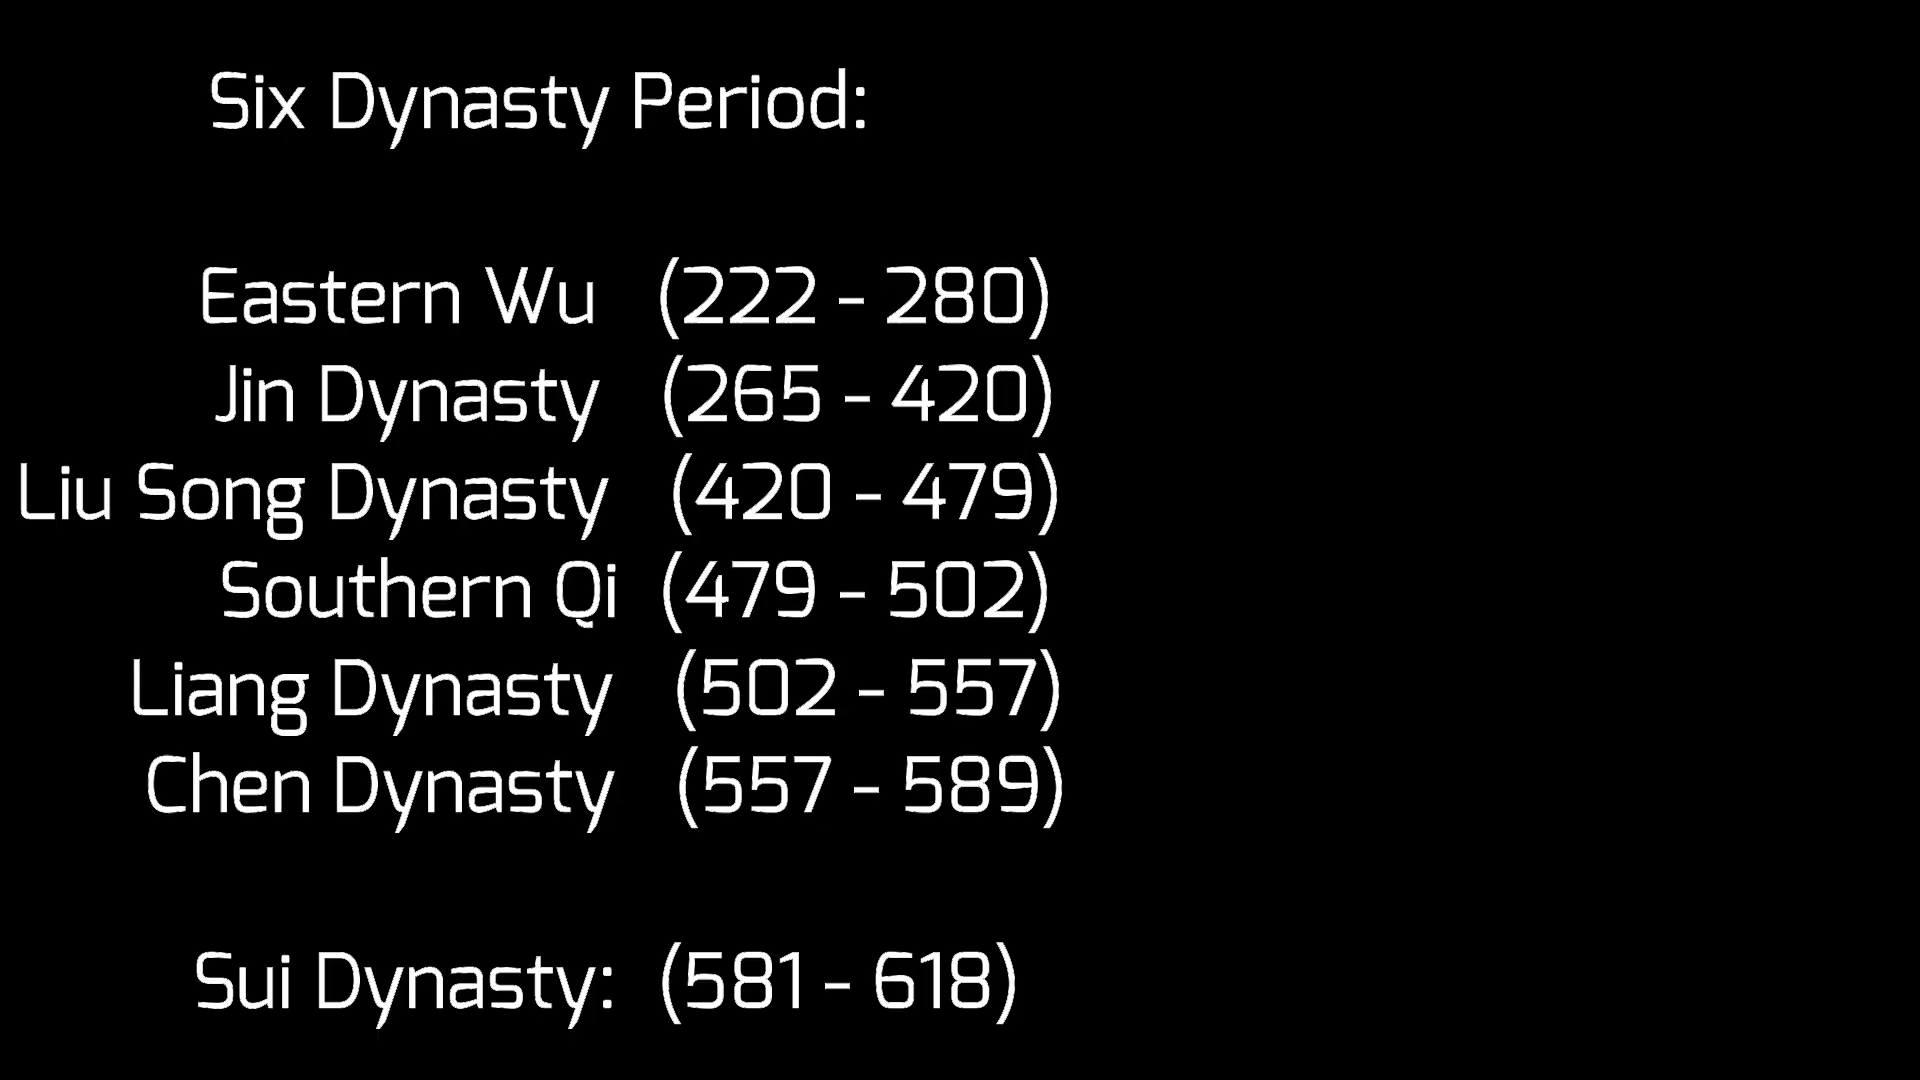 Six Dynasty Period:
Eastern Wu (222 - 280)
Jin Dynasty (265 - 420)
Liu Song Dynasty (420 - 479)
Southern Qi (479 - 502)
Liang Dynasty (502 - 557)
Chen Dynasty (557 - 589)
Sui Dynasty: (581 - 618)